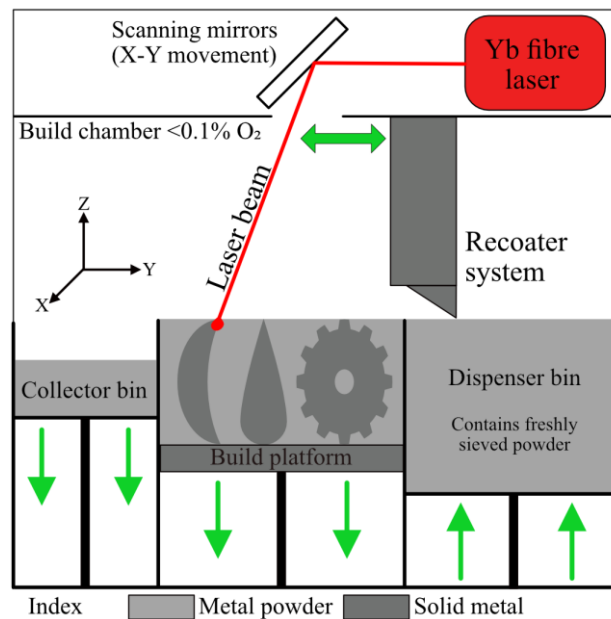 Scanning mirrors
(X-Y movement)
Yb fibre
laser
Build chamber <0.1% O₂
Laser beam
Z
Y
X
Recoater
system
Collector bin
Dispenser bin
Contains freshly
sieved powder
Build platform
Index
Metal powder
Solid metal